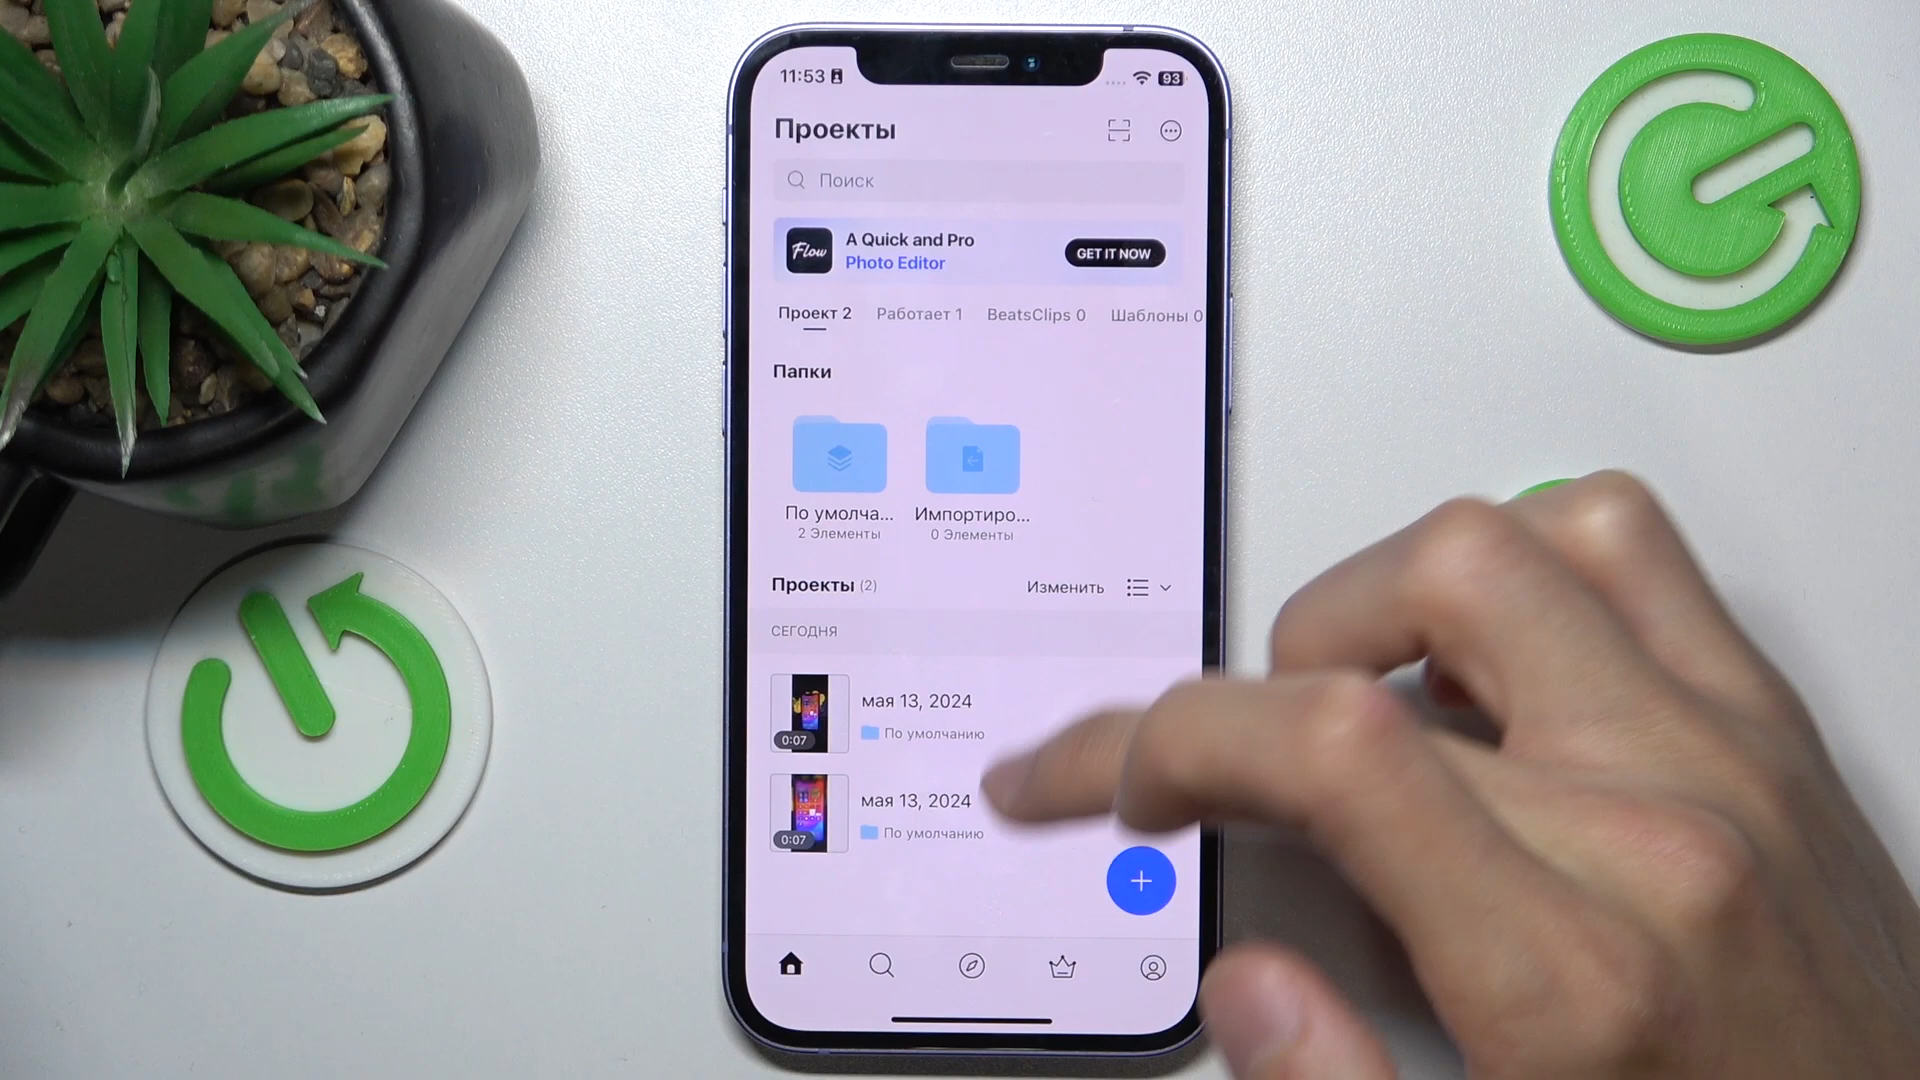 11:53 93
Проекты
Поиск
Flow
A Quick and Pro
Photo Editor
GET IT NOW
Проект 2 Работает 1 BeatsClips 0 Шаблоны 0
Папки
По умолча... Импортиро...
2 Элементы 0 Элементы
Проекты (2) Изменить
СЕГОДНЯ
мая 13, 2024
0:07 По умолчанию
мая 13, 2024
0:07 По умолчанию